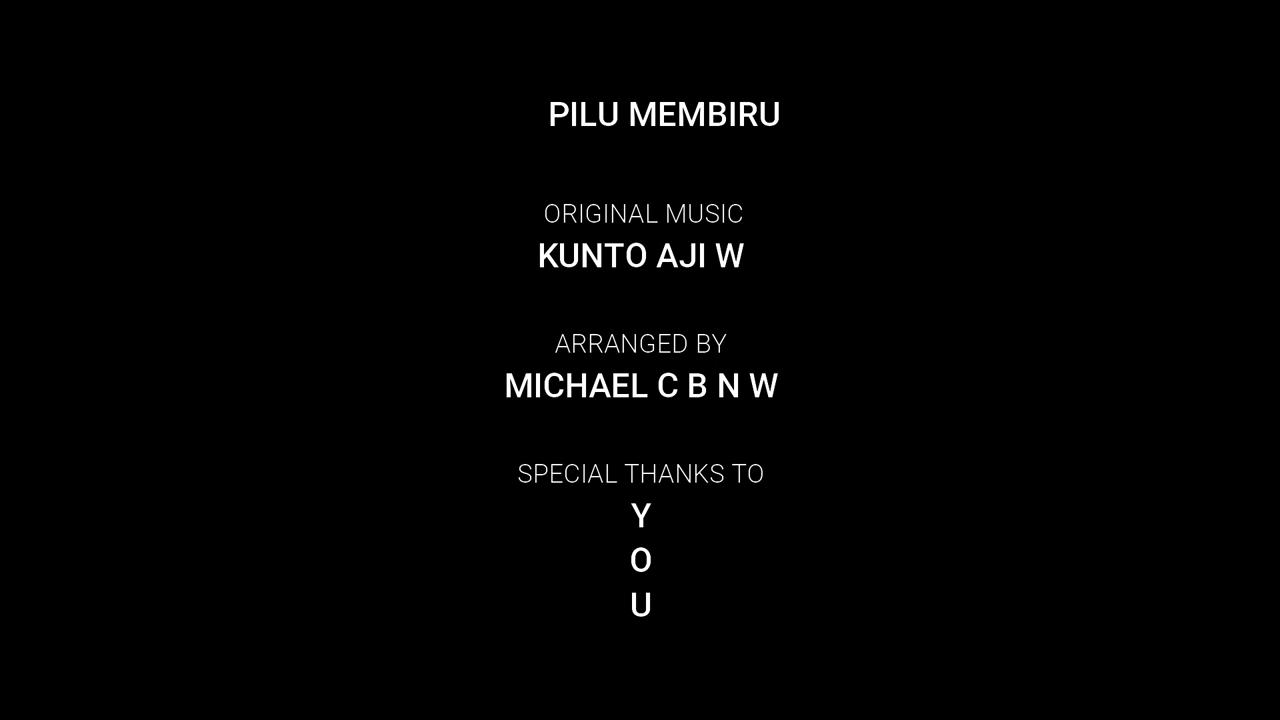 PILU MEMBIRU
ORIGINAL MUSIC
KUNTO AJI W
ARRANGED BY
MICHAEL C B N W
SPECIAL THANKS TO
Y
O
U